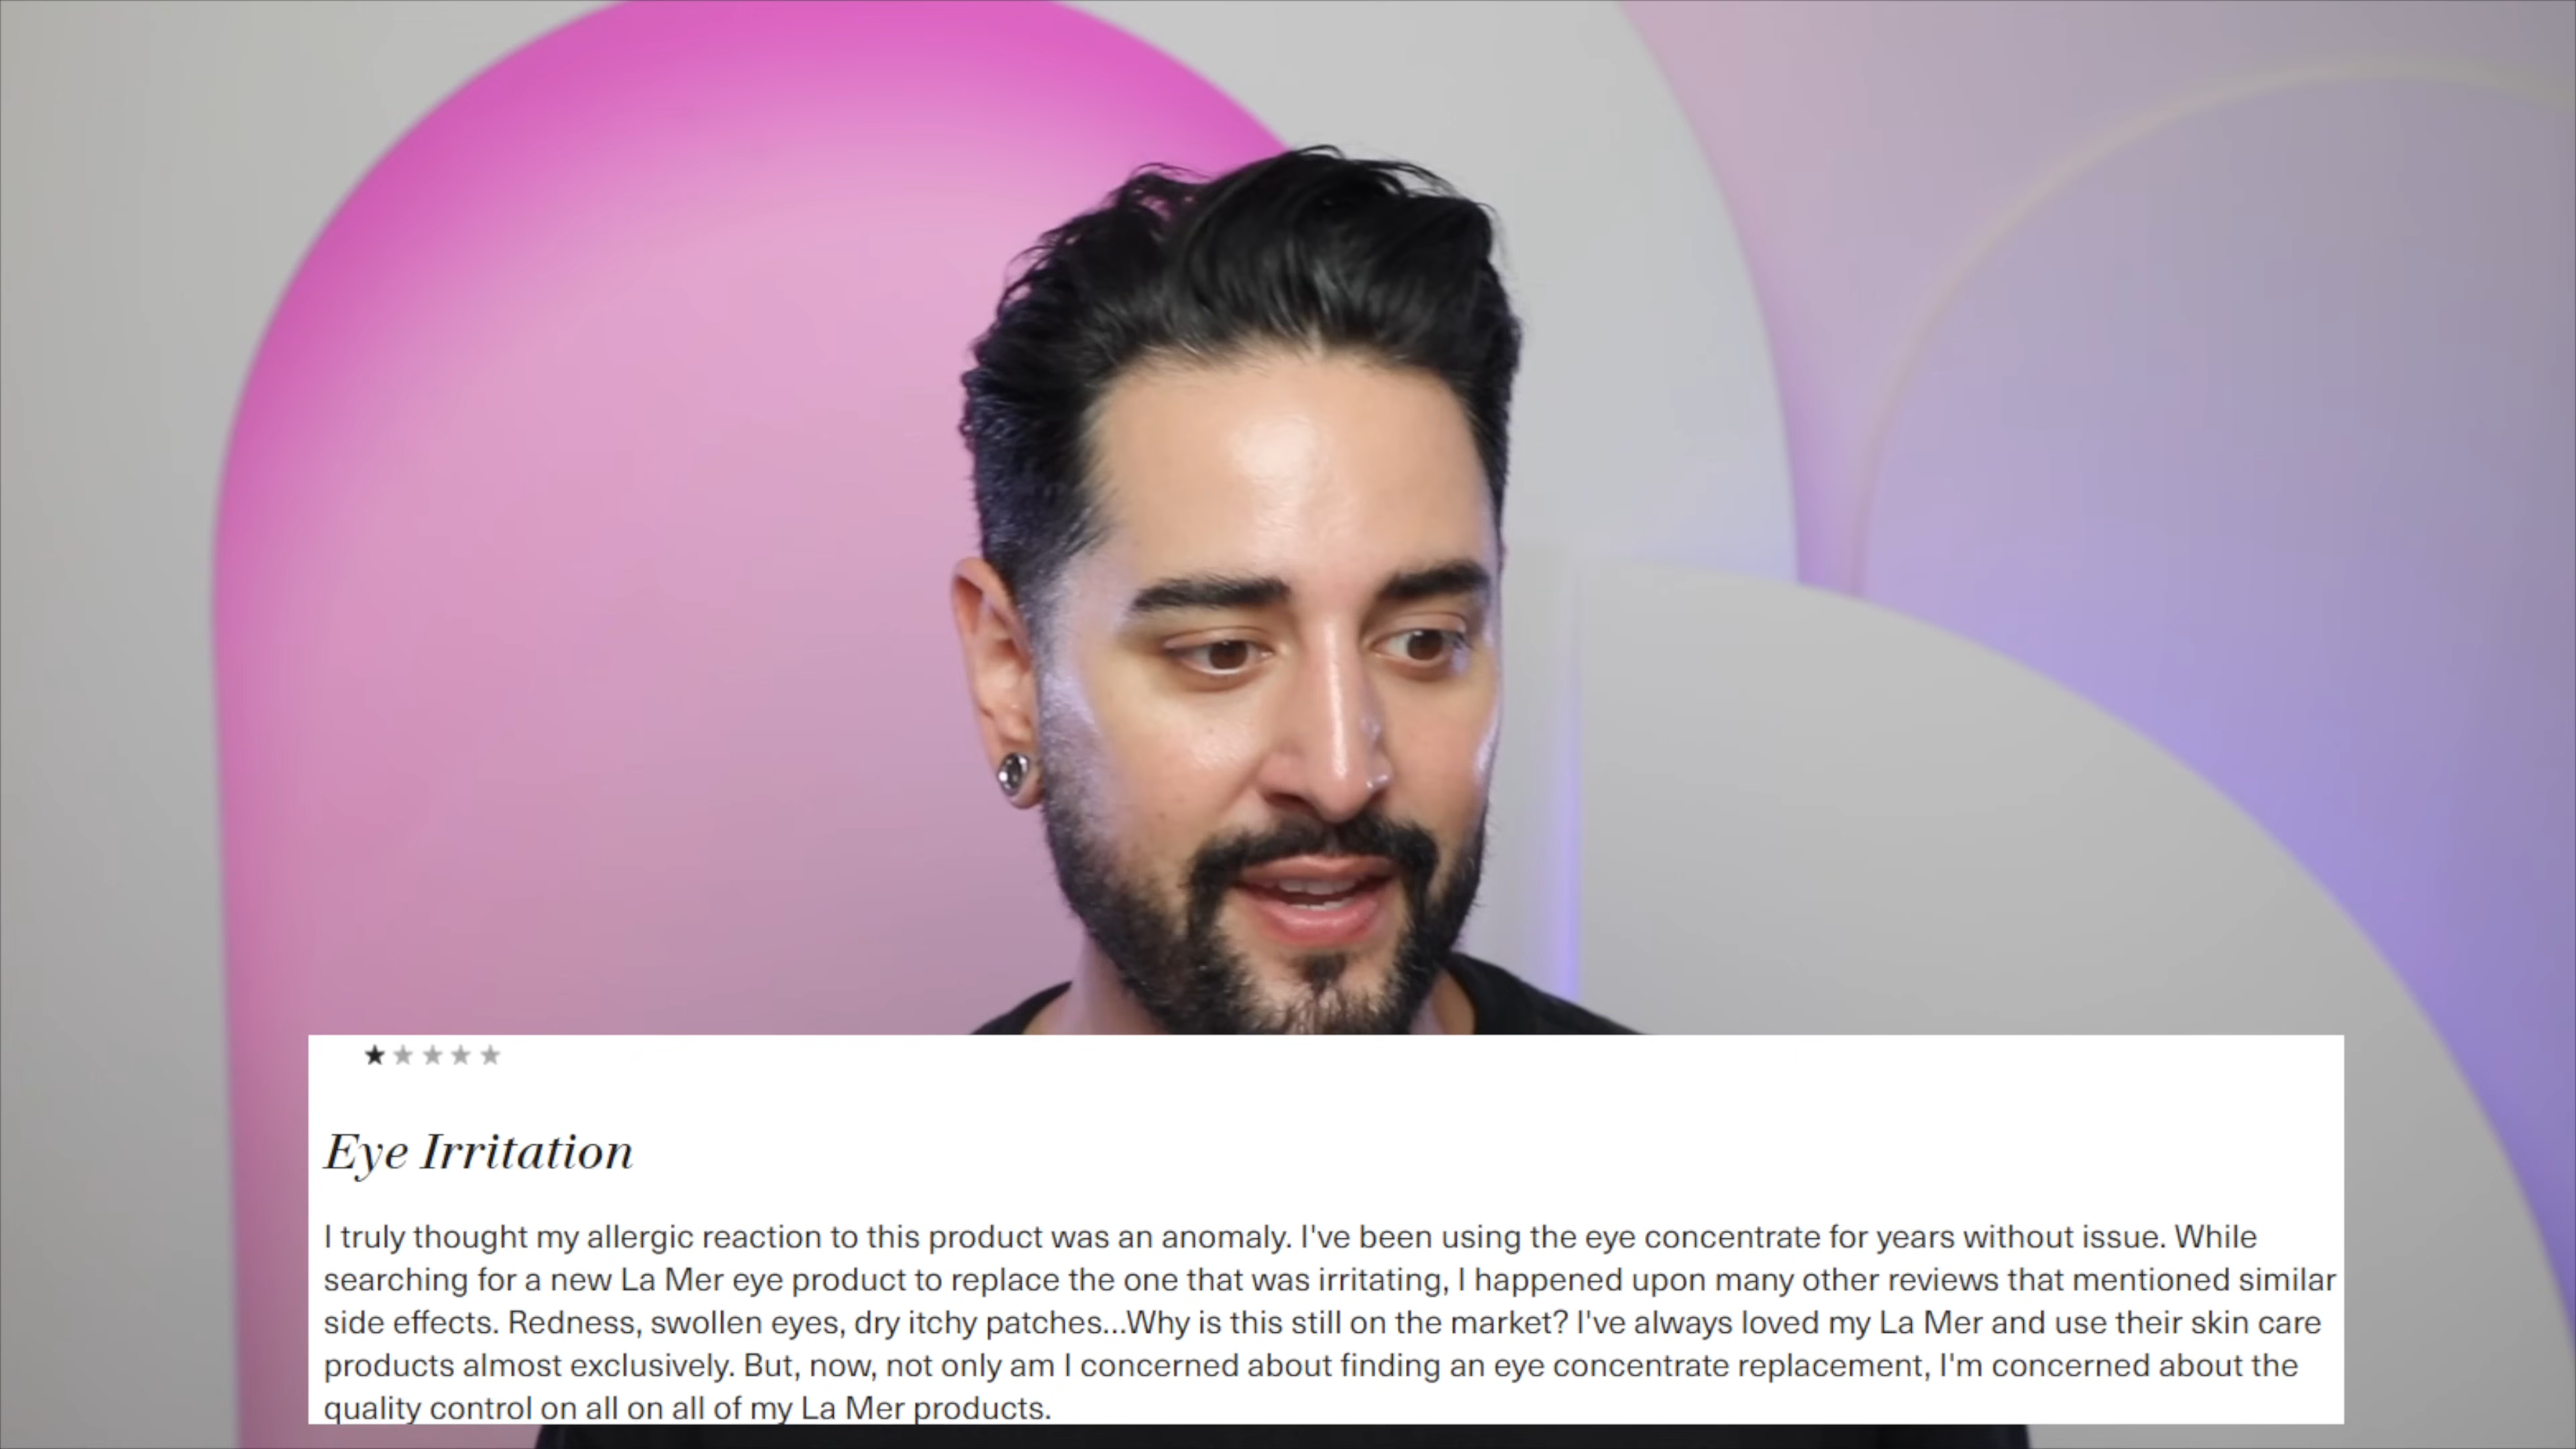 Eye Irritation
I truly thought my allergic reaction to this product was an anomaly. I've been using the eye concentrate for years without issue. While
searching for a new La Mer eye product to replace the one that was irritating, I happened upon many other reviews that mentioned similar
side effects. Redness, swollen eyes, dry itchy patches...Why is this still on the market? I've always loved my La Mer and use their skin care
products almost exclusively. But, now, not only am I concerned about finding an eye concentrate replacement, I'm concerned about the
quality control on all on all of my La Mer products.